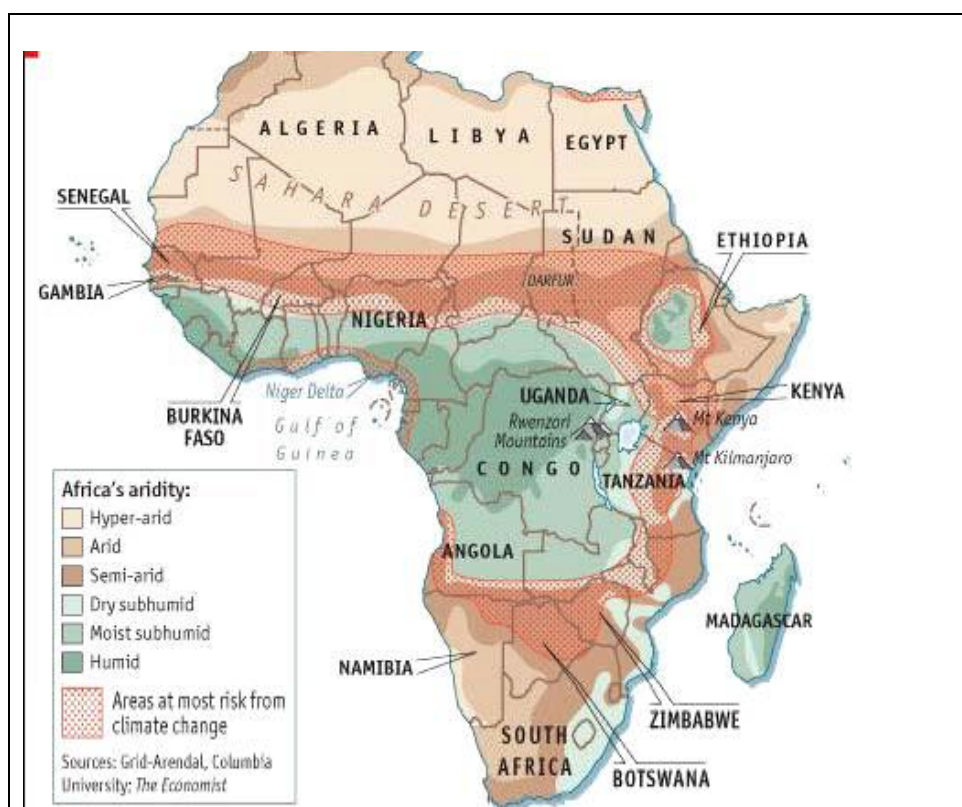 ALGERIA
LIBYA
EGYPT
SAHARA DESERT
SENEGAL
SUDAN
ETHIOPIA
GAMBIA
DARFUR
NIGERIA
Niger Delta
UGANDA
KENYA
BURKINA
FASO
Gulf of
Guinea
Rwenzori
Mountains
Mt Kenya
CONGO
Mt Kilmanjaro
TANZANIA
Africa's aridity:
Hyper-arid
Arid
Semi-arid
Dry subhumid
Moist subhumid
Humid
Areas at most risk from
climate change
Sources: Grid-Arendal, Columbia
University; The Economist
ANGOLA
MADAGASCAR
NAMIBIA
ZIMBABWE
SOUTH
AFRICA
BOTSWANA